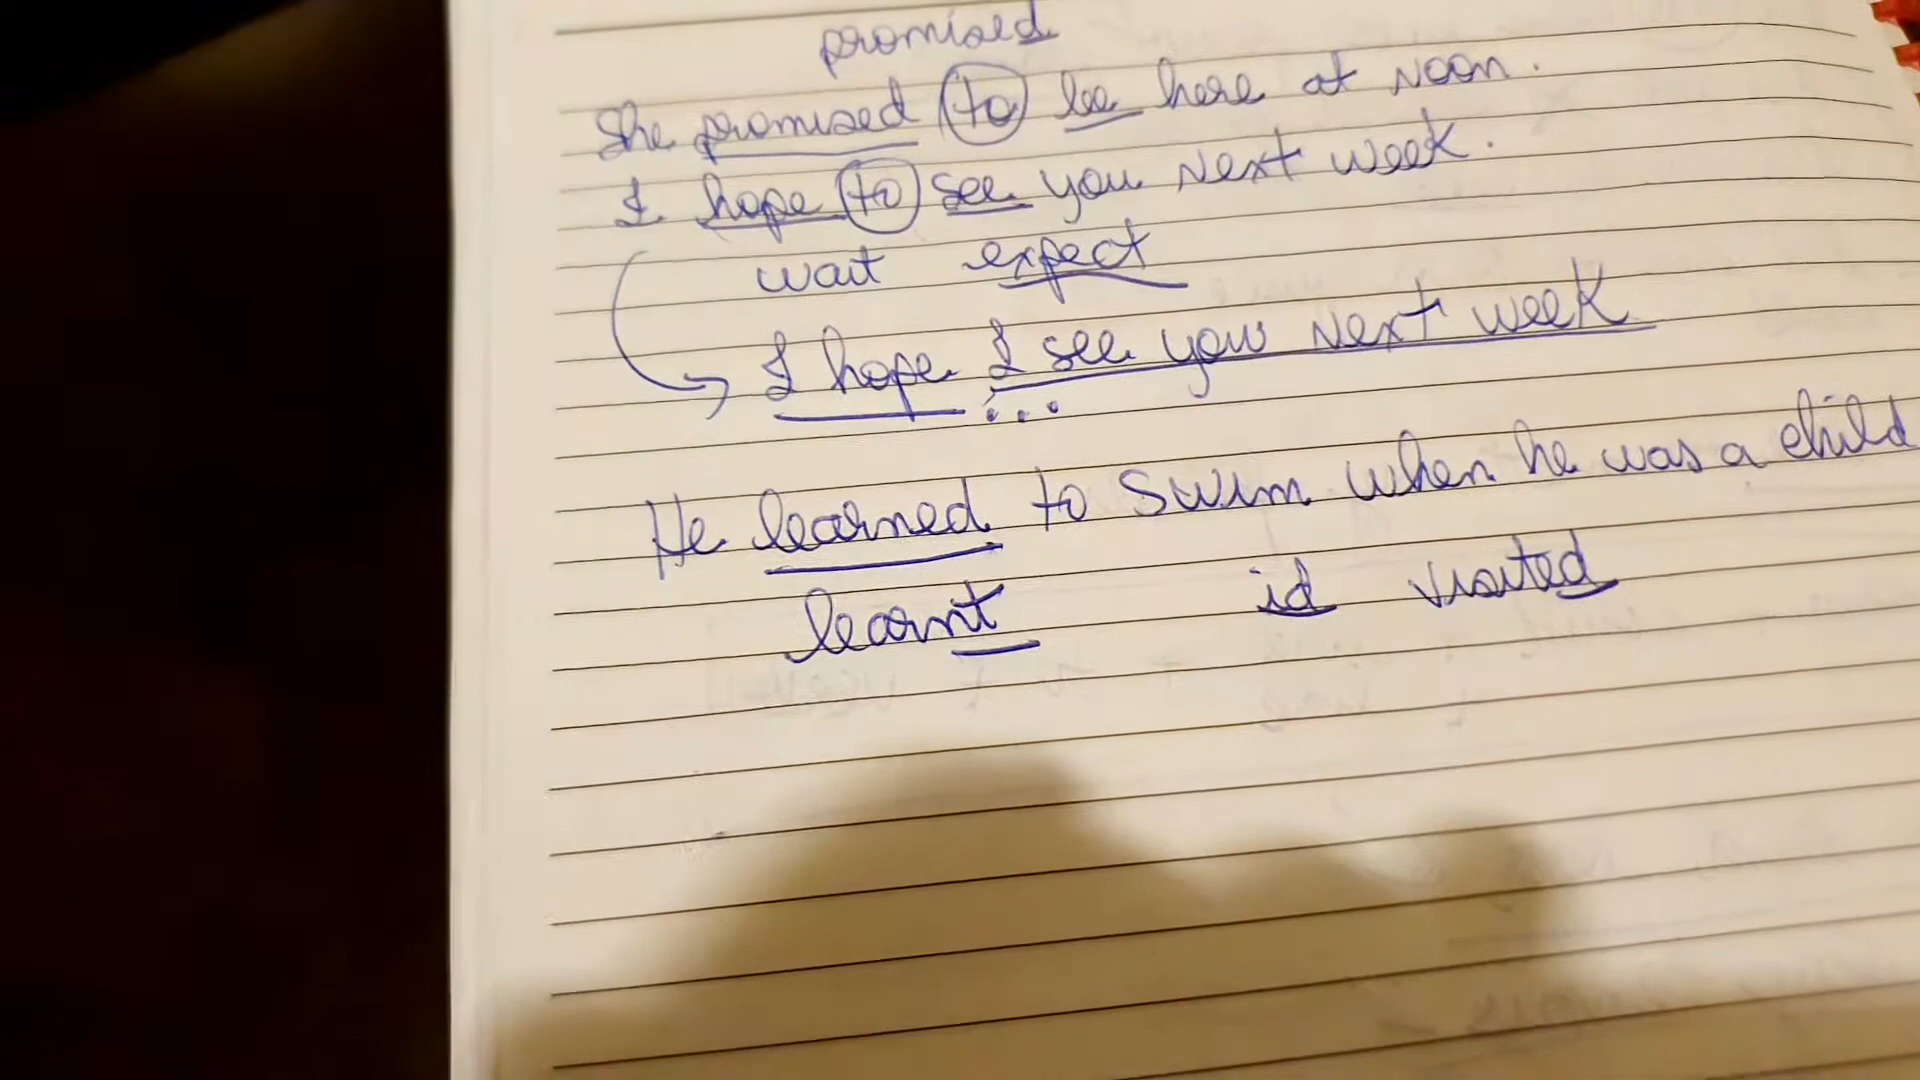 promised
She promised to be here at noon.
I hope to see you next week.
wait expect
I hope I see you next week
He learned to swim when he was a child
learnt id visited